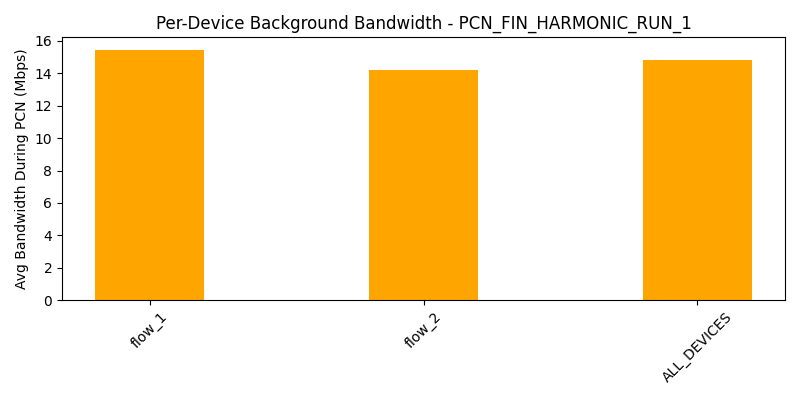 Per-Device Background Bandwidth - PCN_FIN_HARMONIC_RUN_1
Avg Bandwidth During PCN (Mbps)
16
14
12
10
8
6
4
2
0
flow_1
flow_2
ALL_DEVICES